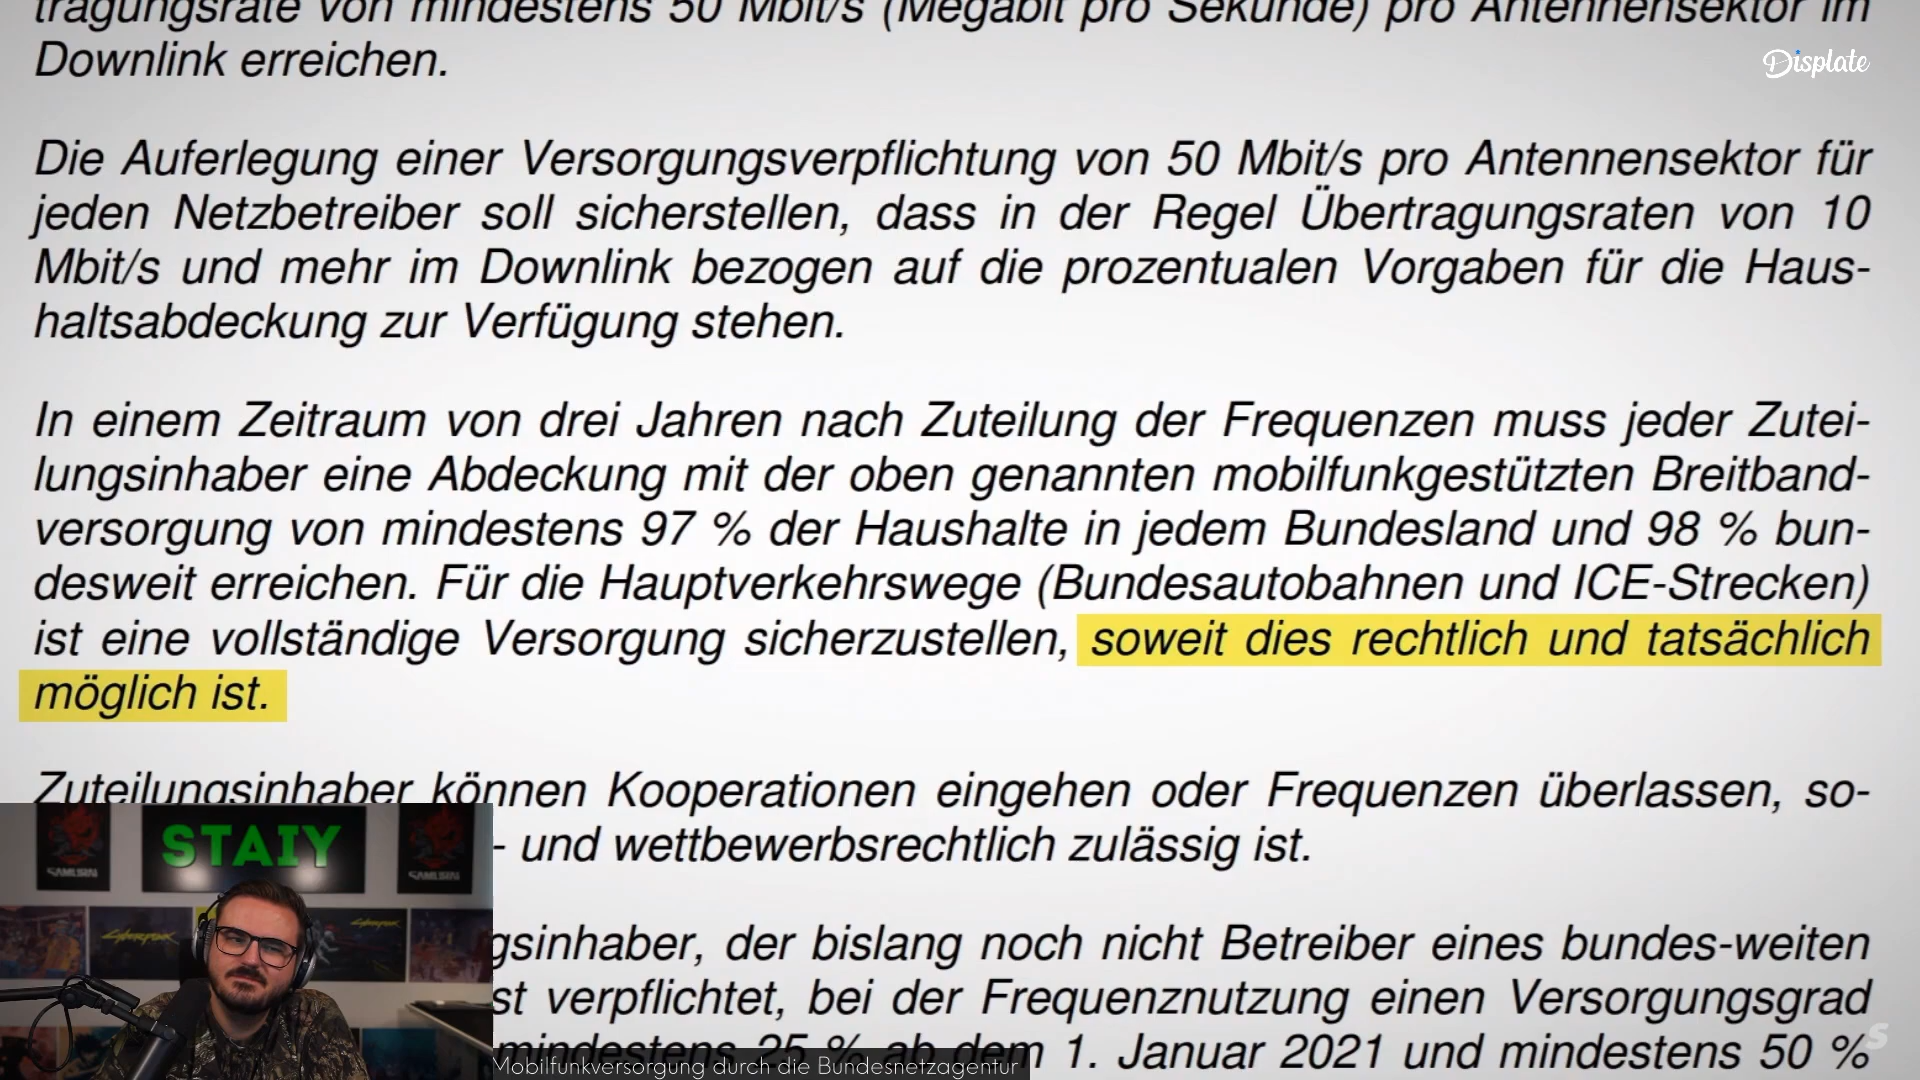 tragungsrate von mindestens 50 Mbit/s (Megabit pro Sekunde) pro Antennensektor im
Downlink erreichen.
Displate
Die Auferlegung einer Versorgungsverpflichtung von 50 Mbit/s pro Antennensektor für
jeden Netzbetreiber soll sicherstellen, dass in der Regel Übertragungsraten von 10
Mbit/s und mehr im Downlink bezogen auf die prozentualen Vorgaben für die Haus-
haltsabdeckung zur Verfügung stehen.
In einem Zeitraum von drei Jahren nach Zuteilung der Frequenzen muss jeder Zutei-
lungsinhaber eine Abdeckung mit der oben genannten mobilfunkgestützten Breitband-
versorgung von mindestens 97 % der Haushalte in jedem Bundesland und 98 % bun-
desweit erreichen. Für die Hauptverkehrswege (Bundesautobahnen und ICE-Strecken)
ist eine vollständige Versorgung sicherzustellen, soweit dies rechtlich und tatsächlich
möglich ist.
Zuteilungsinhaber können Kooperationen eingehen oder Frequenzen überlassen, so-
- und wettbewerbsrechtlich zulässig ist.
STAIY
gsinhaber, der bislang noch nicht Betreiber eines bundes-weiten
st verpflichtet, bei der Frequenznutzung einen Versorgungsgrad
mindestens 25 % ab dem 1. Januar 2021 und mindestens 50 %
Mobilfunkversorgung durch die Bundesnetzagentur